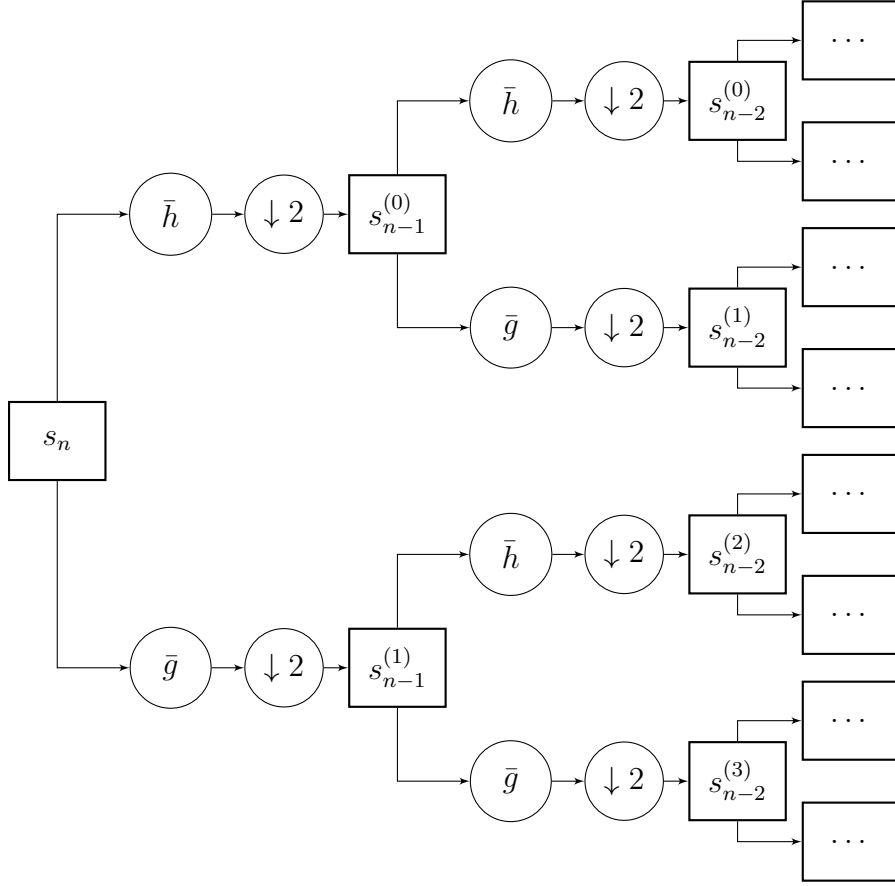 · · ·
h̄ ↓ 2 s_{n−2}^{(0)}
· · ·
h̄ ↓ 2 s_{n−1}^{(0)}
· · ·
ḡ ↓ 2 s_{n−2}^{(1)}
· · ·
s_n
· · ·
h̄ ↓ 2 s_{n−2}^{(2)}
· · ·
ḡ ↓ 2 s_{n−1}^{(1)}
· · ·
ḡ ↓ 2 s_{n−2}^{(3)}
· · ·